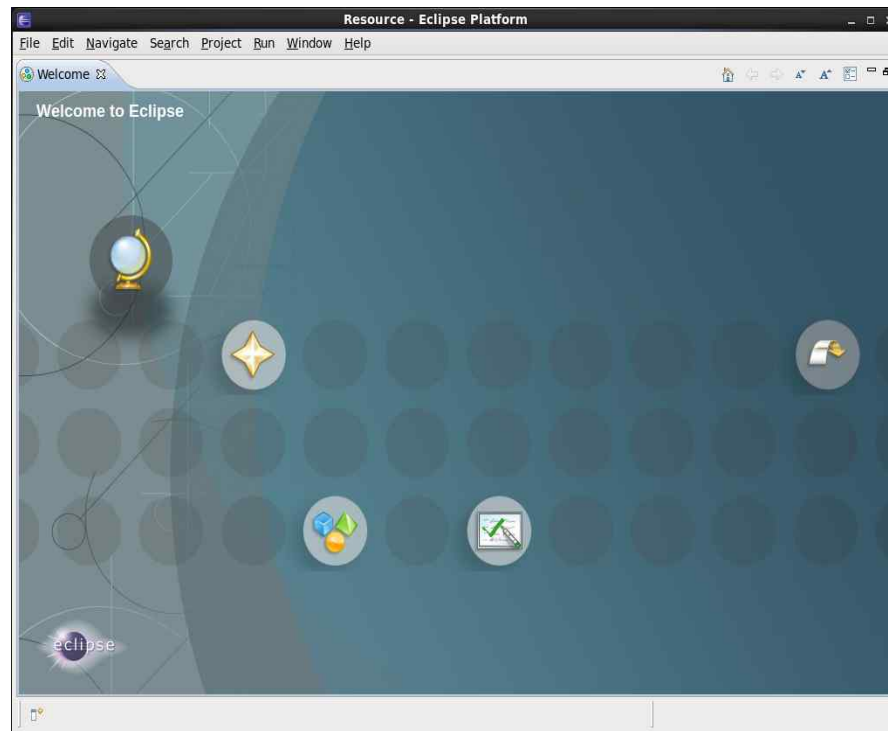 Resource - Eclipse Platform
File Edit Navigate Search Project Run Window Help
Welcome
Welcome to Eclipse
eclipse